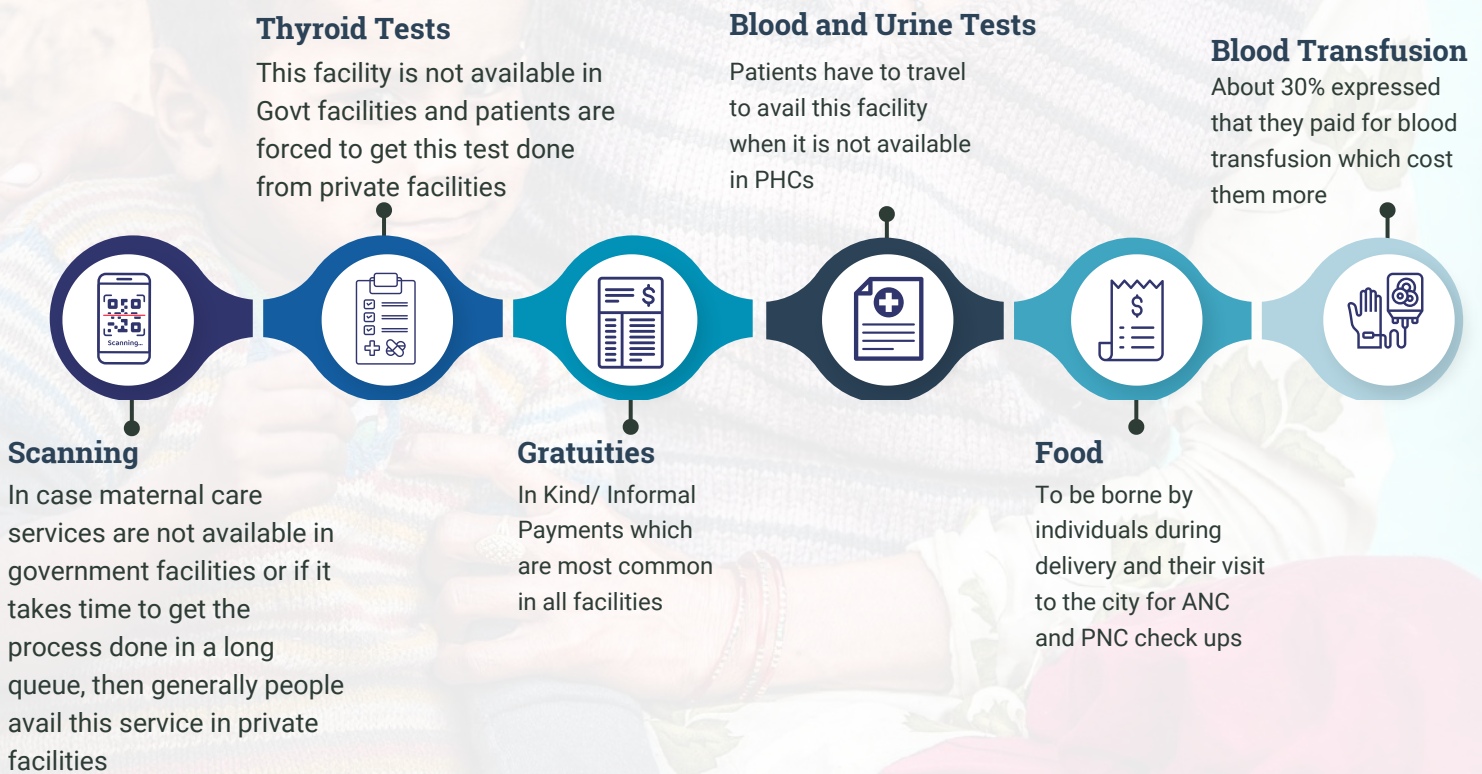 Thyroid Tests
This facility is not available in
Govt facilities and patients are
forced to get this test done
from private facilities
Blood and Urine Tests
Patients have to travel
to avail this facility
when it is not available
in PHCs
Blood Transfusion
About 30% expressed
that they paid for blood
transfusion which cost
them more
Scanning...
$
$
Scanning
In case maternal care
services are not available in
government facilities or if it
takes time to get the
process done in a long
queue, then generally people
avail this service in private
facilities
Gratuities
In Kind/ Informal
Payments which
are most common
in all facilities
Food
To be borne by
individuals during
delivery and their visit
to the city for ANC
and PNC check ups